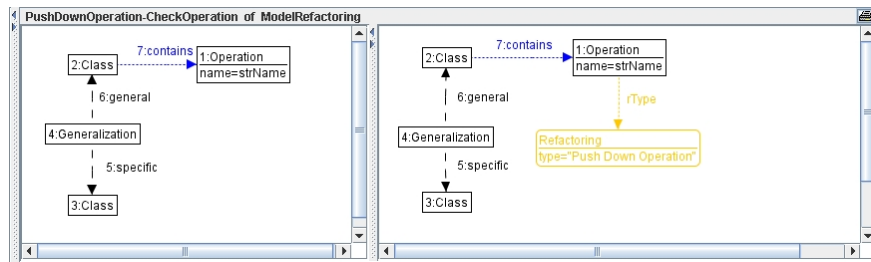 PushDownOperation-CheckOperation of ModelRefactoring
7:contains
1:Operation
2:Class
name=strName
6:general
4:Generalization
5:specific
3:Class
7:contains
1:Operation
2:Class
name=strName
6:general
rType
4:Generalization
Refactoring
type="Push Down Operation"
5:specific
3:Class